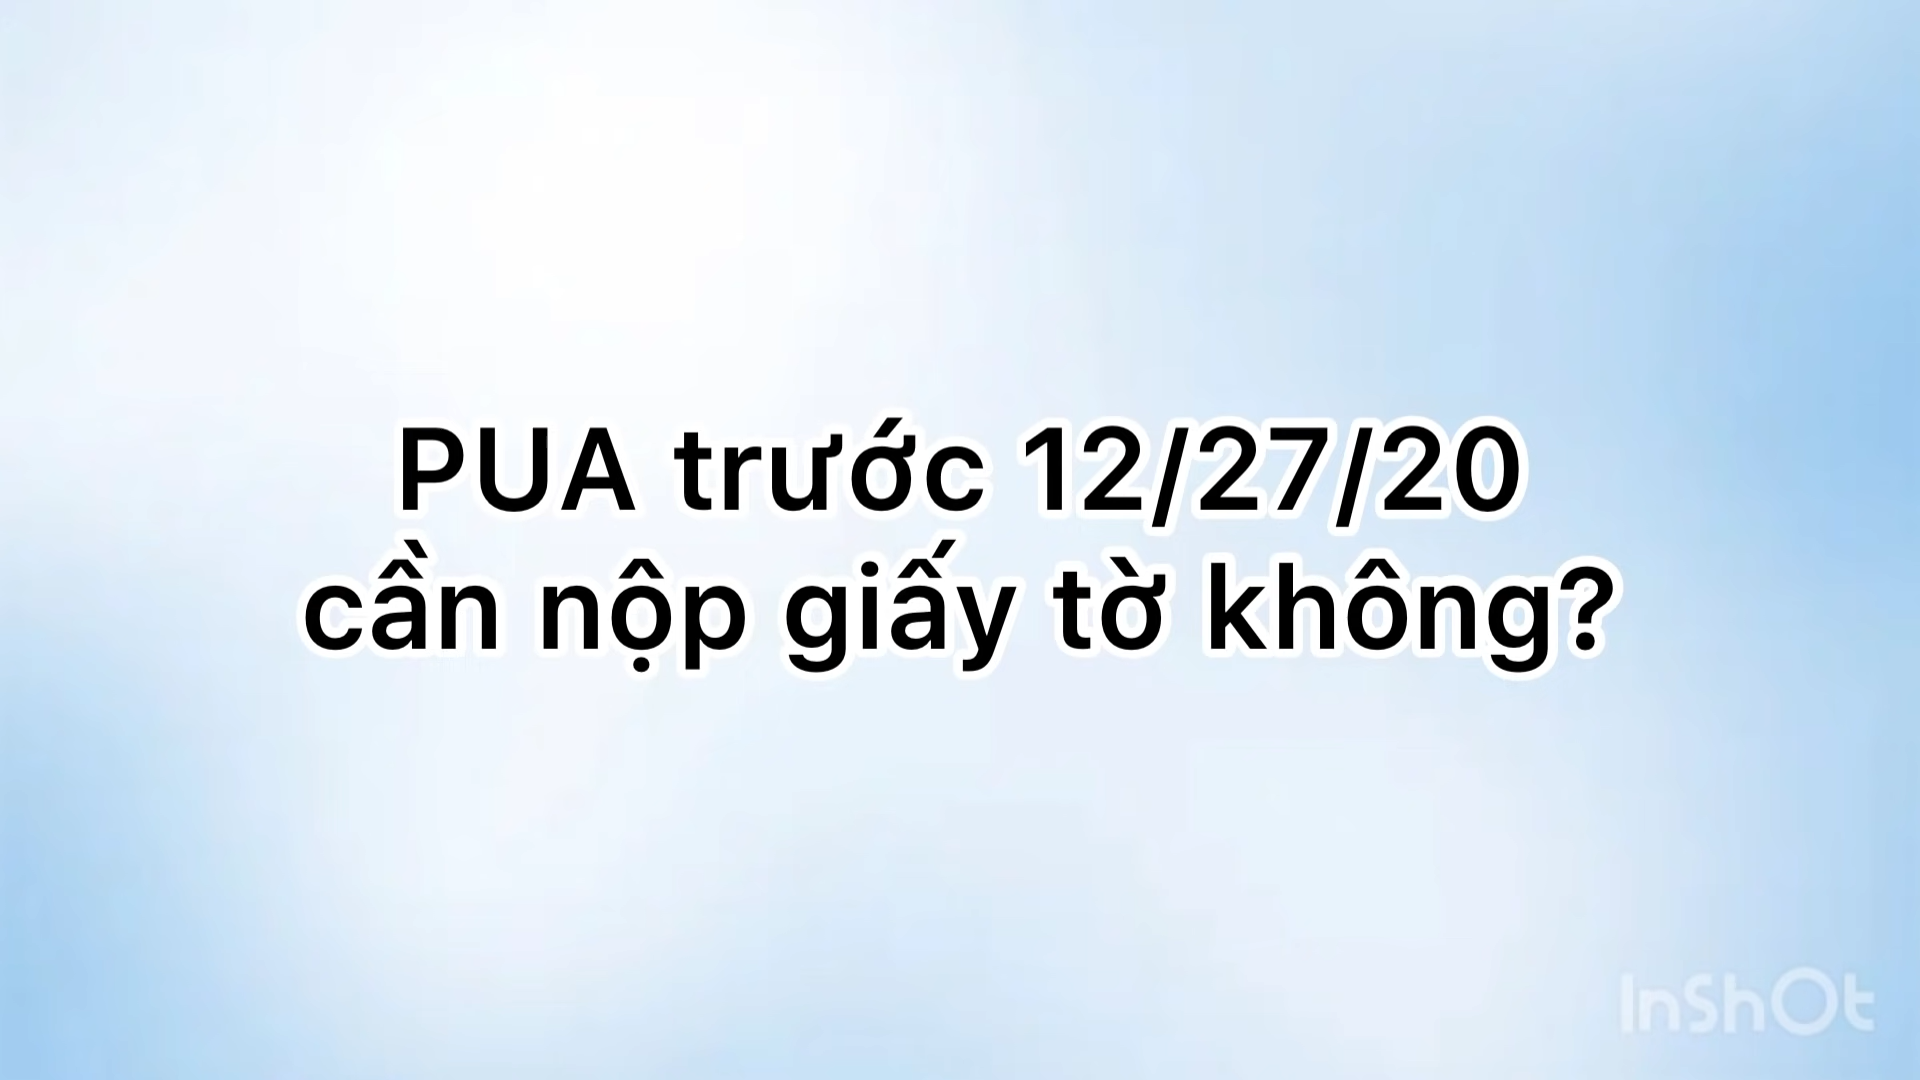 PUA trước 12/27/20
cần nộp giấy tờ không?
InShOt